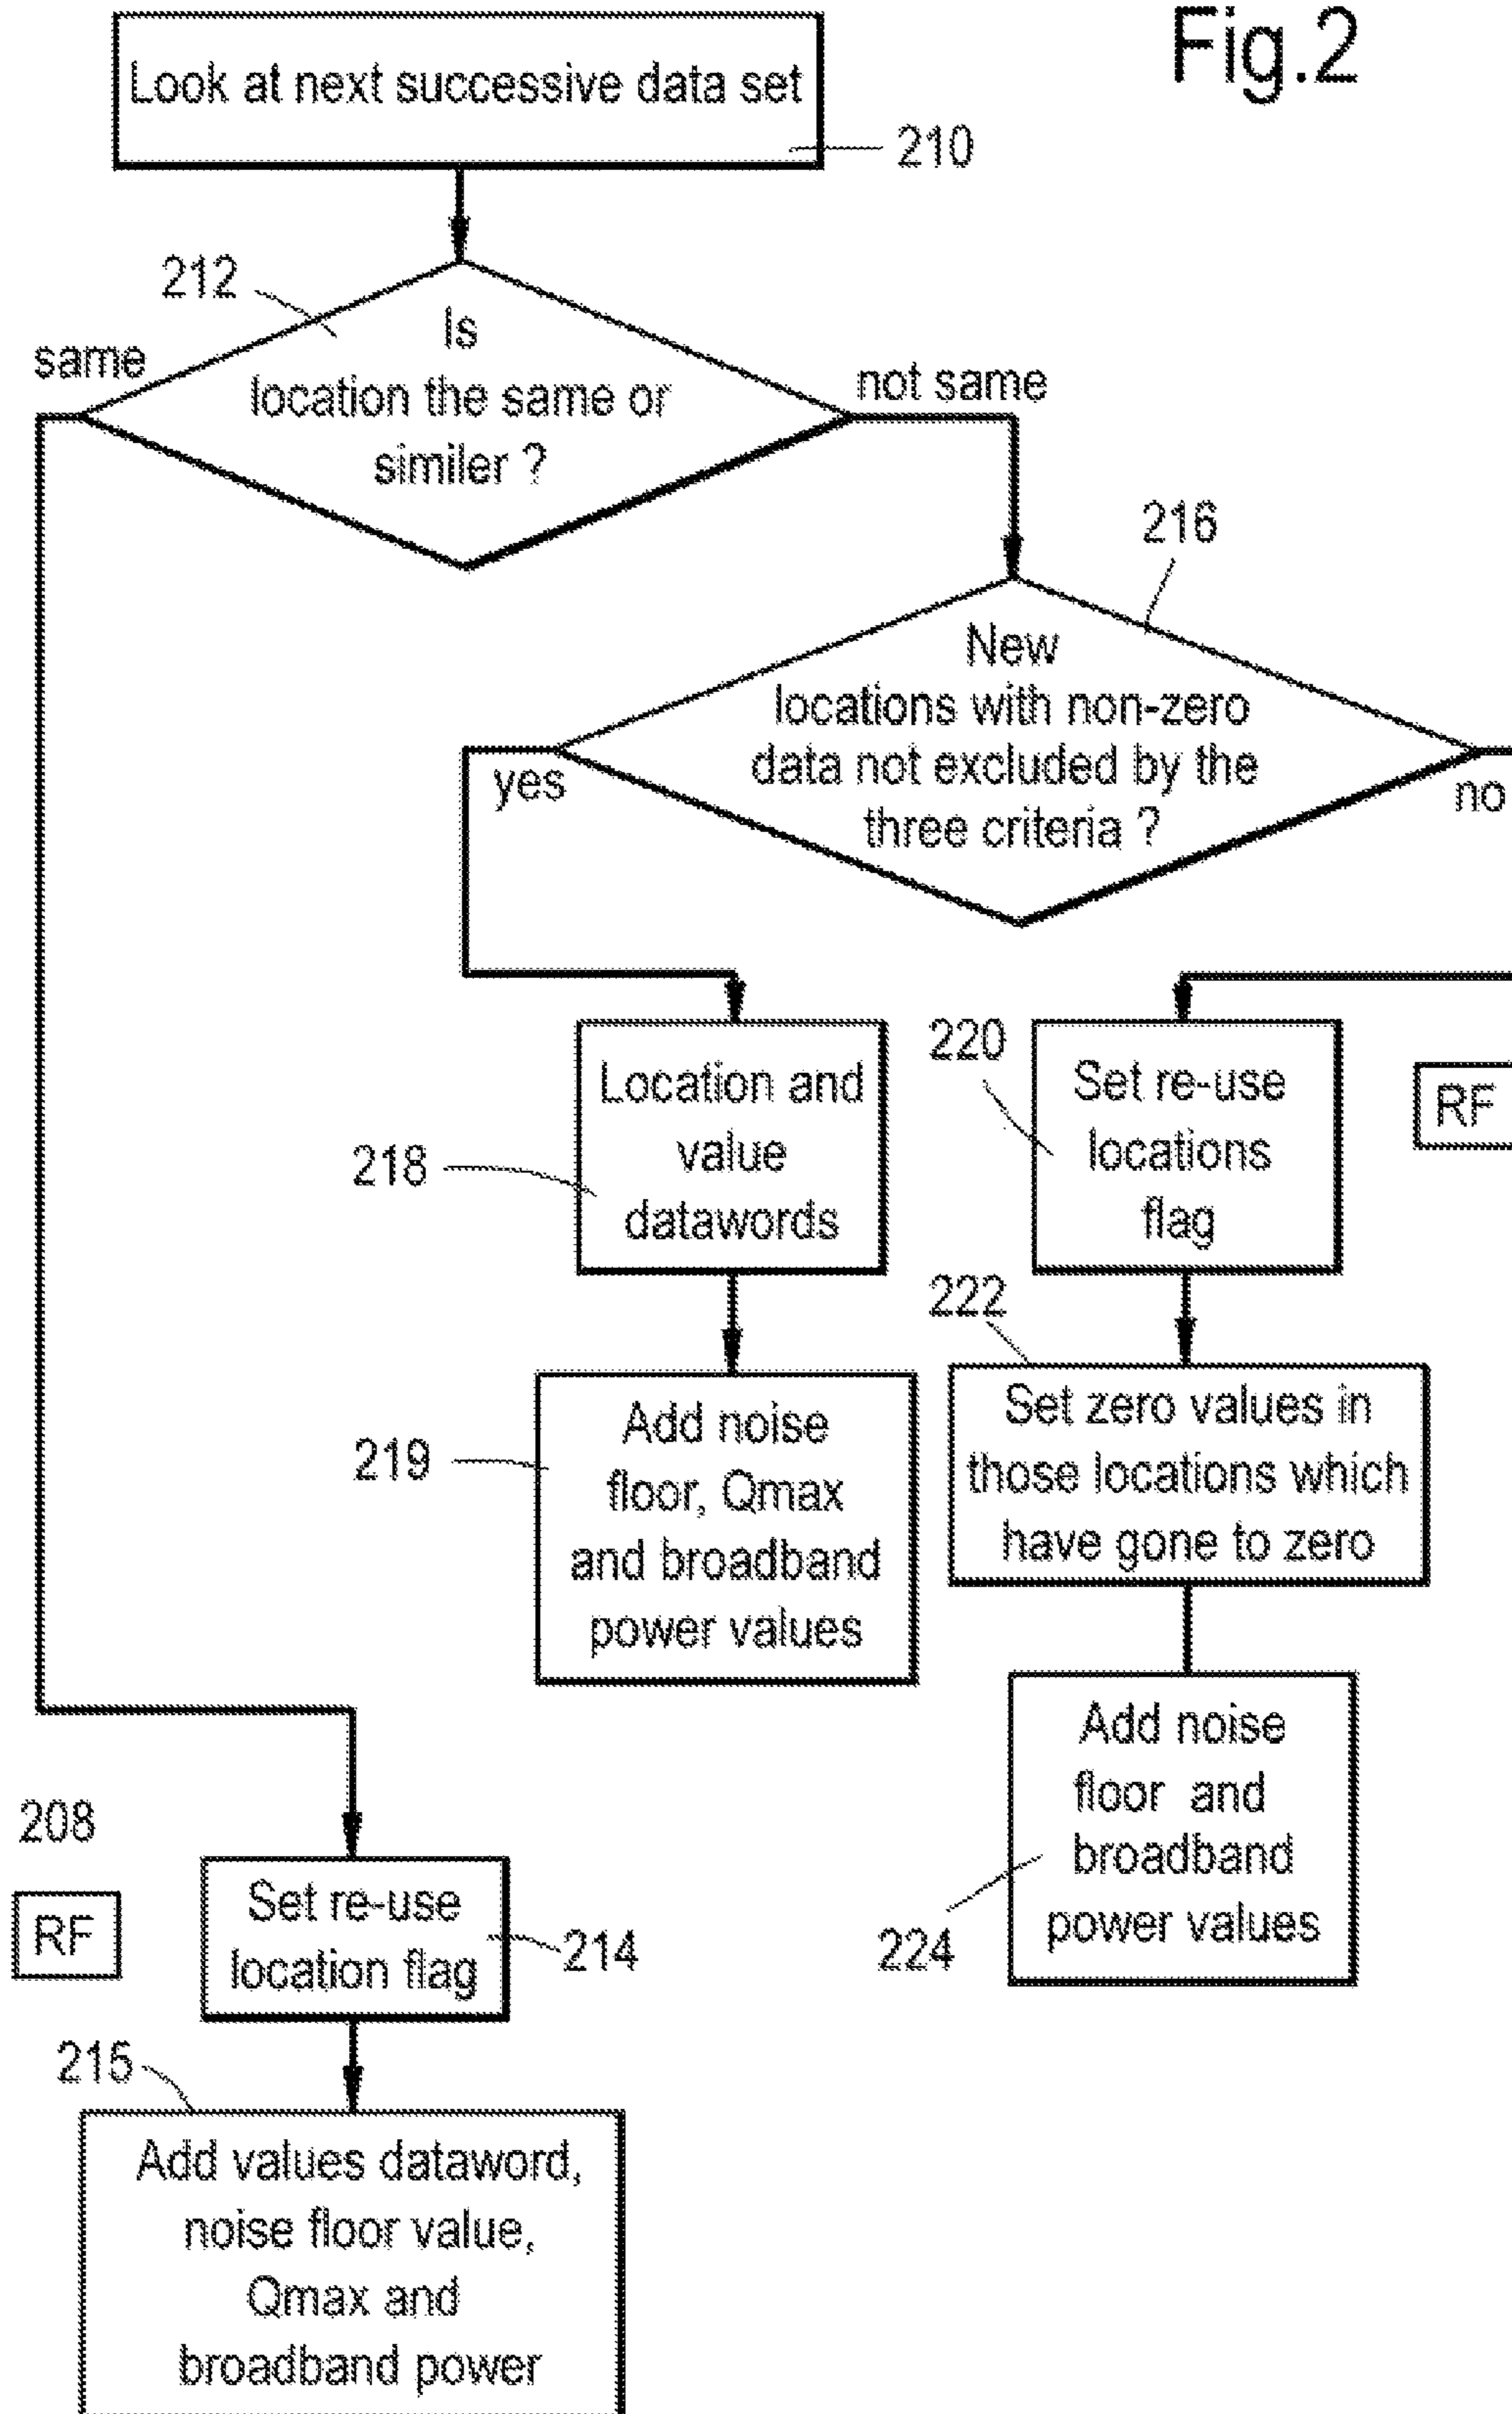 Fig.2
Look at next successive data set
210
212
Is
location the same or
similer ?
same
not same
216
New
locations with non-zero
data not excluded by the
three criteria ?
yes
no
218
Location and
value
datawords
220
Set re-use
locations
flag
RF
219
Add noise
floor, Qmax
and broadband
power values
222
Set zero values in
those locations which
have gone to zero
224
Add noise
floor and
broadband
power values
208
RF
Set re-use
location flag
214
215
Add values dataword,
noise floor value,
Qmax and
broadband power